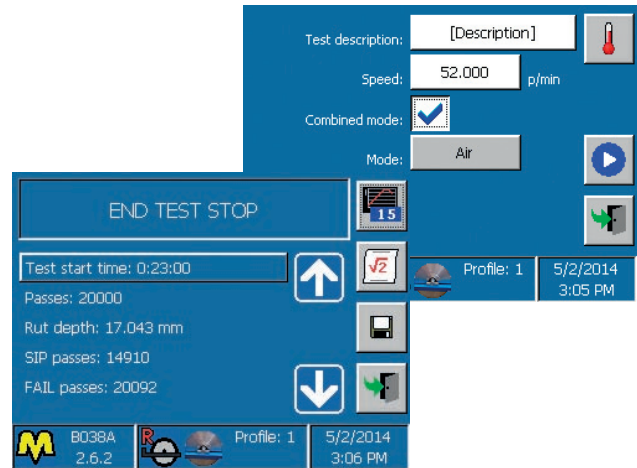 Test description: [Description]
Speed: 52.000 p/min
Combined mode:
Mode: Air
Profile: 1 5/2/2014
3:05 PM
END TEST STOP
15
Test start time: 0:23:00
√2
Passes: 20000
Rut depth: 17.043 mm
SIP passes: 14910
FAIL passes: 20092
B038A R Profile: 1 5/2/2014
2.6.2 3:06 PM